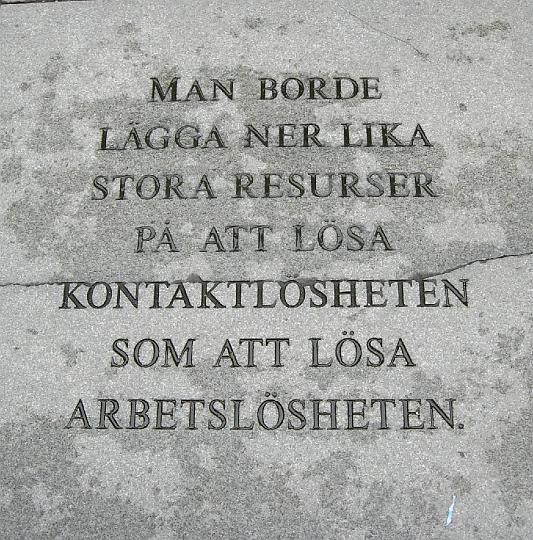 MAN BORDE
LÄGGA NER LIKA
STORA RESURSER
PÅ ATT LÖSA
KONTAKTLÖSHETEN
SOM ATT LÖSA
ARBETSLÖSHETEN.